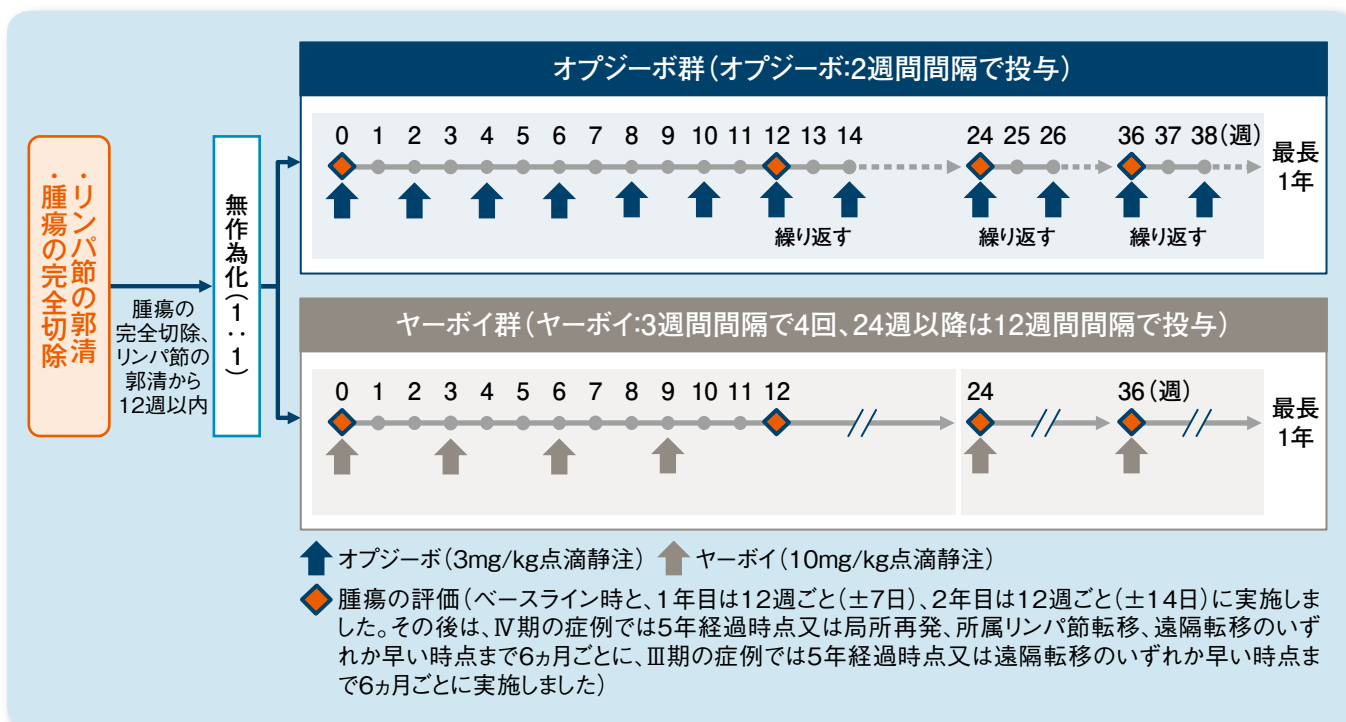 ・リンパ節の郭清
・腫瘍の完全切除
腫瘍の
完全切除、
リンパ節の
郭清から
12週以内
無作為化(1:1)
オプジーボ群(オプジーボ:2週間間隔で投与)
0 1 2 3 4 5 6 7 8 9 10 11 12 13 14 24 25 26 36 37 38(週)
繰り返す 繰り返す 繰り返す
最長
1年
ヤーボイ群(ヤーボイ:3週間間隔で4回、24週以降は12週間間隔で投与)
0 1 2 3 4 5 6 7 8 9 10 11 12 24 36(週)
最長
1年
オプジーボ(3mg/kg点滴静注) ヤーボイ(10mg/kg点滴静注)
腫瘍の評価(ベースライン時と、1年目は12週ごと(±7日)、2年目は12週ごと(±14日)に実施しま
した。その後は、Ⅳ期の症例では5年経過時点又は局所再発、所属リンパ節転移、遠隔転移のいず
れか早い時点まで6ヵ月ごとに、Ⅲ期の症例では5年経過時点又は遠隔転移のいずれか早い時点ま
で6ヵ月ごとに実施しました)